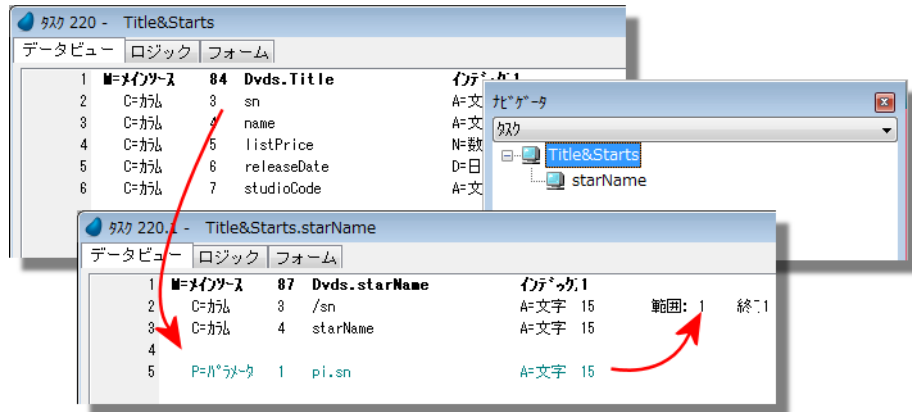 ﾀｽｸ 220 - Title&Starts
データビュー ロジック フォーム
1 M=ﾒｲﾝｿｰｽ 84 Dvds.Title ｲﾝﾃﾞｯｸ:1
2 C=ｶﾗﾑ 3 sn A=文
3 C=ｶﾗﾑ 4 name A=文
4 C=ｶﾗﾑ 5 listPrice N=数
5 C=ｶﾗﾑ 6 releaseDate D=日
6 C=ｶﾗﾑ 7 studioCode A=文
ﾅﾋﾞｹﾞｰﾀ
ﾀｽｸ
Title&Starts
starName
ﾀｽｸ 220.1 - Title&Starts.starName
データビュー ロジック フォーム
1 M=ﾒｲﾝｿｰｽ 87 Dvds.starName ｲﾝﾃﾞｯｸ:1
2 C=ｶﾗﾑ 3 /sn A=文字 15 範囲: 1 終:1
3 C=ｶﾗﾑ 4 starName A=文字 15
4
5 P=ﾊﾟﾗﾒｰﾀ 1 pi.sn A=文字 15